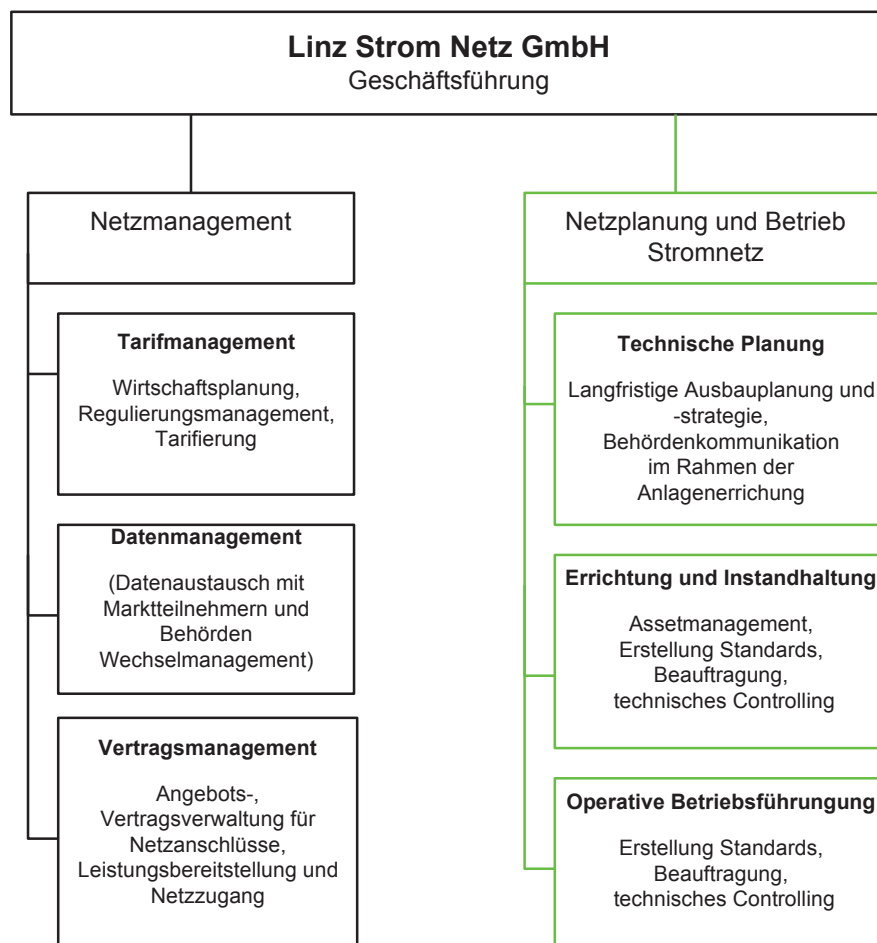 Linz Strom Netz GmbH
Geschäftsführung
Netzmanagement
Tarifmanagement
Wirtschaftsplanung,
Regulierungsmanagement,
Tarifierung
Datenmanagement
(Datenaustausch mit
Marktteilnehmern und
Behörden
Wechselmanagement)
Vertragsmanagement
Angebots-,
Vertragsverwaltung für
Netzanschlüsse,
Leistungsbereitstellung und
Netzzugang
Netzplanung und Betrieb
Stromnetz
Technische Planung
Langfristige Ausbauplanung und
-strategie,
Behördenkommunikation
im Rahmen der
Anlagenerrichung
Errichtung und Instandhaltung
Assetmanagement,
Erstellung Standards,
Beauftragung,
technisches Controlling
Operative Betriebsführungung
Erstellung Standards,
Beauftragung,
technisches Controlling